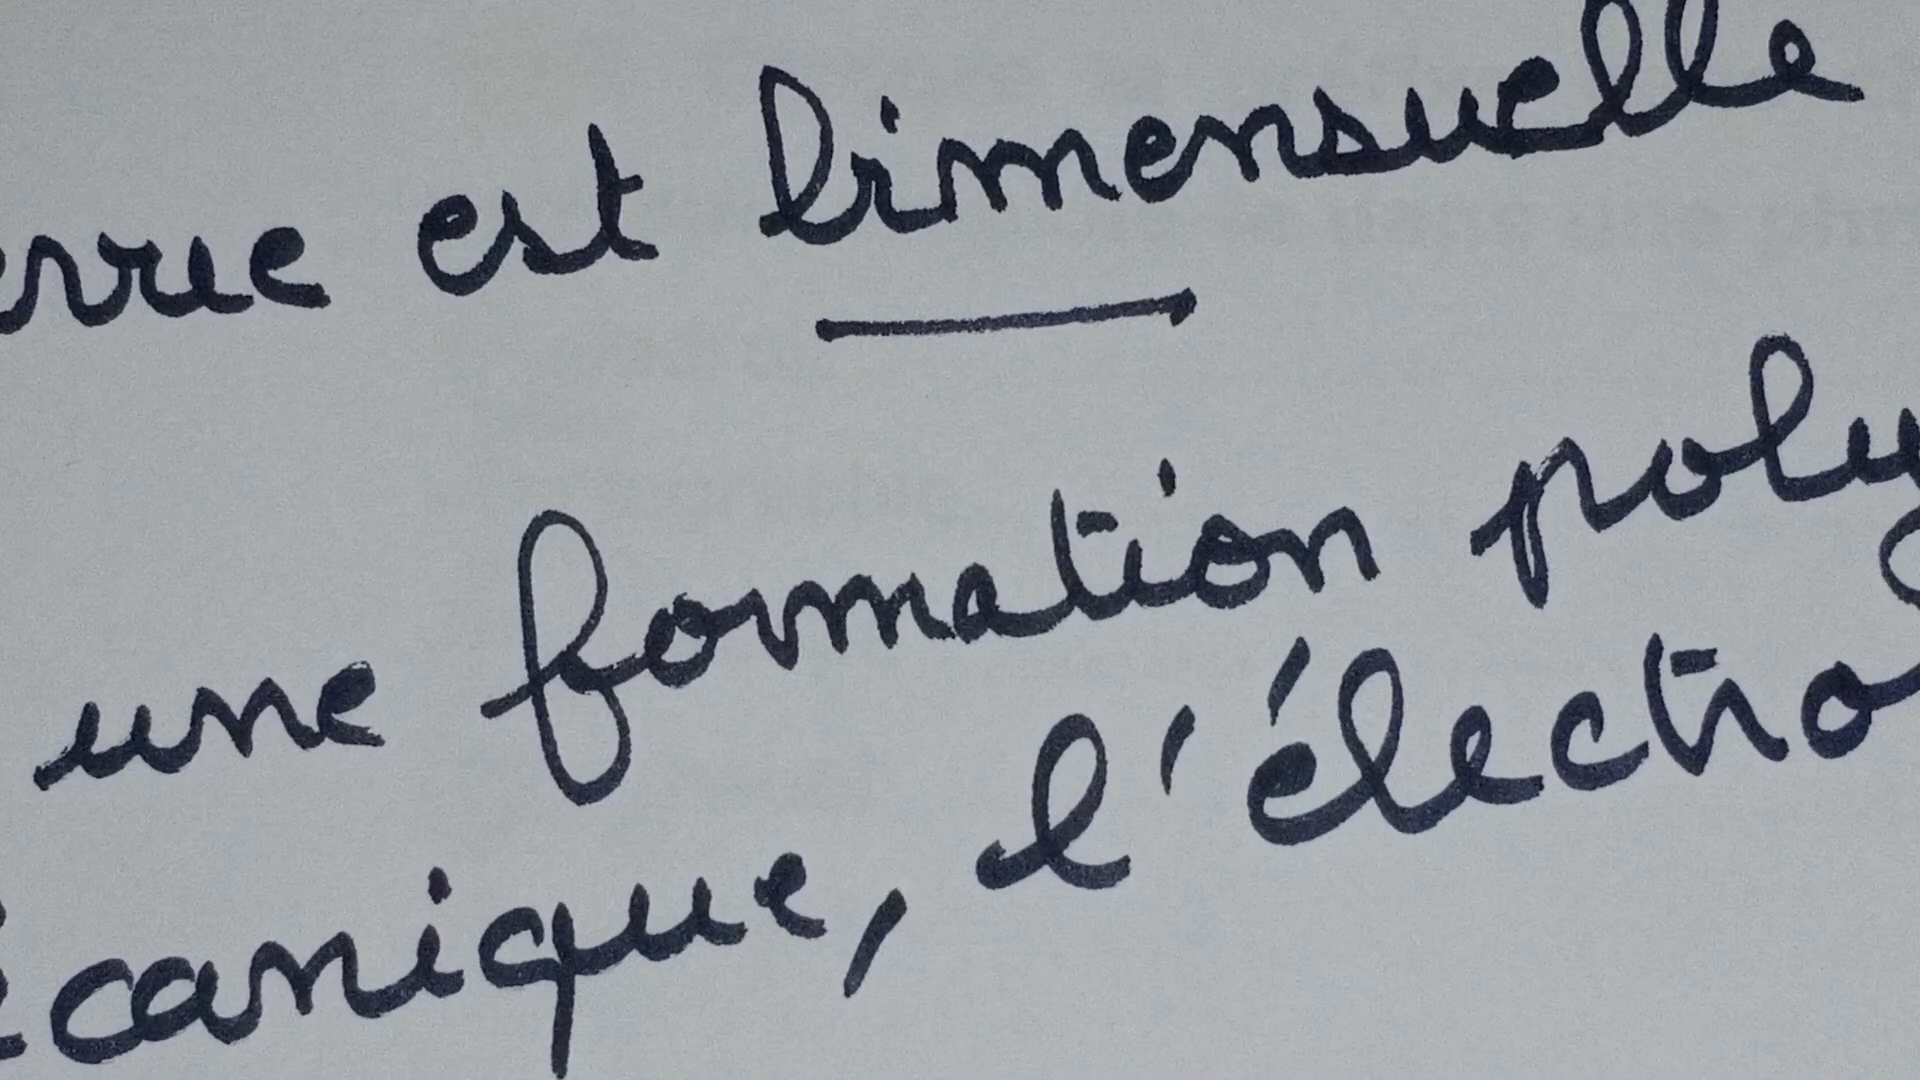 est bimensuelle
une formation poly
canique, l'électro